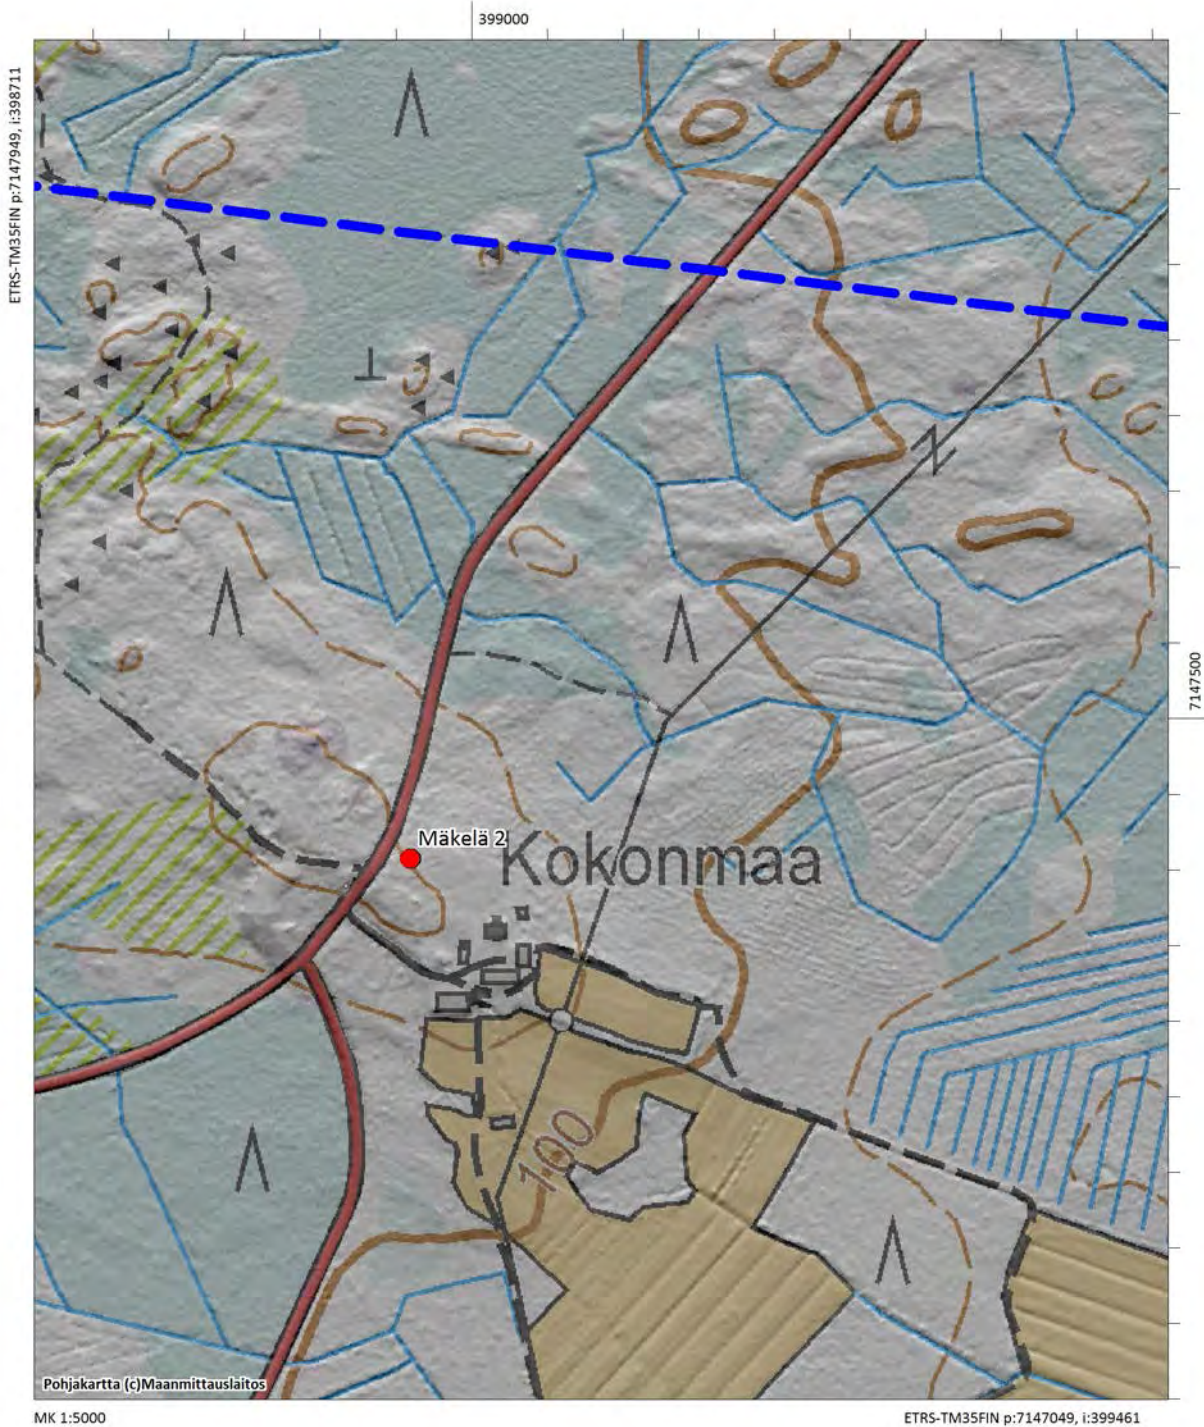 399000
ETRS-TM35FIN p:7147949, i:398711
7147500
Mäkelä 2
Kokonmaa
100
Pohjakartta (c)Maanmittauslaitos
MK 1:5000
ETRS-TM35FIN p:7147049, i:399461